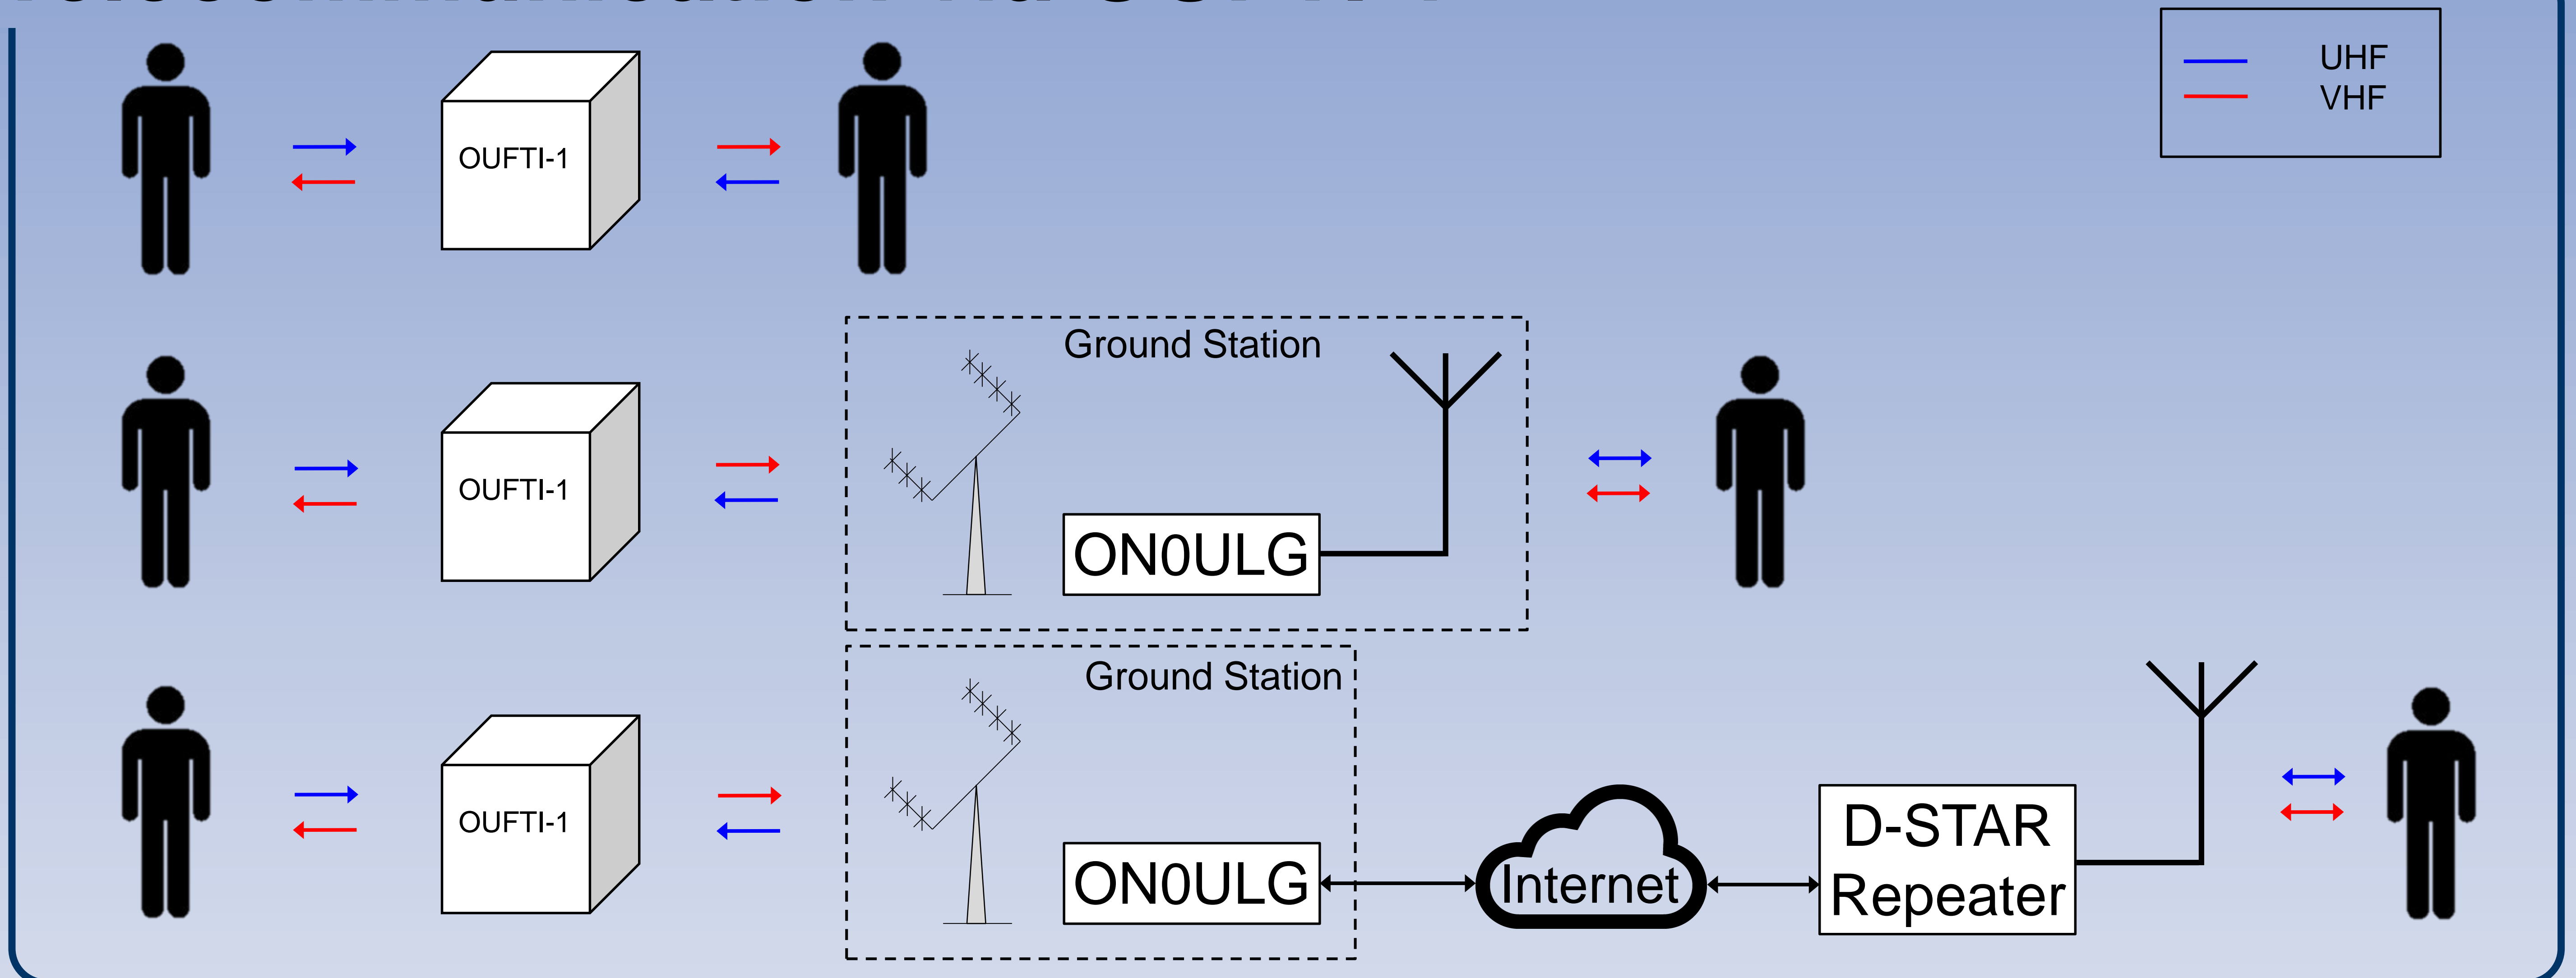 UHF
VHF
OUFTI-1
Ground Station
OUFTI-1
ON0ULG
Ground Station
OUFTI-1
ON0ULG
Internet
D-STAR
Repeater